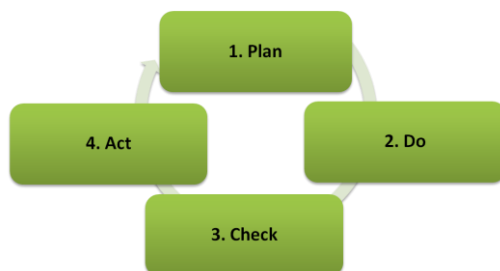 1. Plan
2. Do
3. Check
4. Act